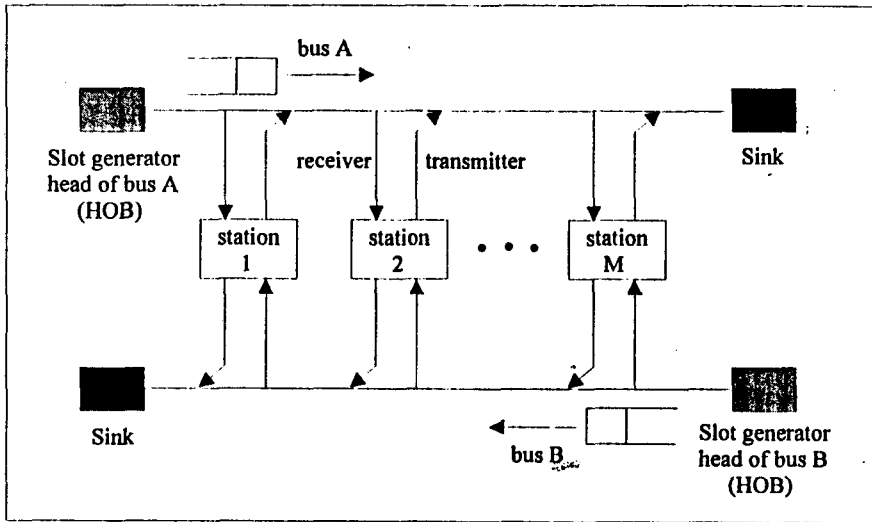 bus A
Slot generator
head of bus A
(HOB)
receiver
transmitter
Sink
station
1
station
2
• • •
station
M
Sink
bus B
Slot generator
head of bus B
(HOB)